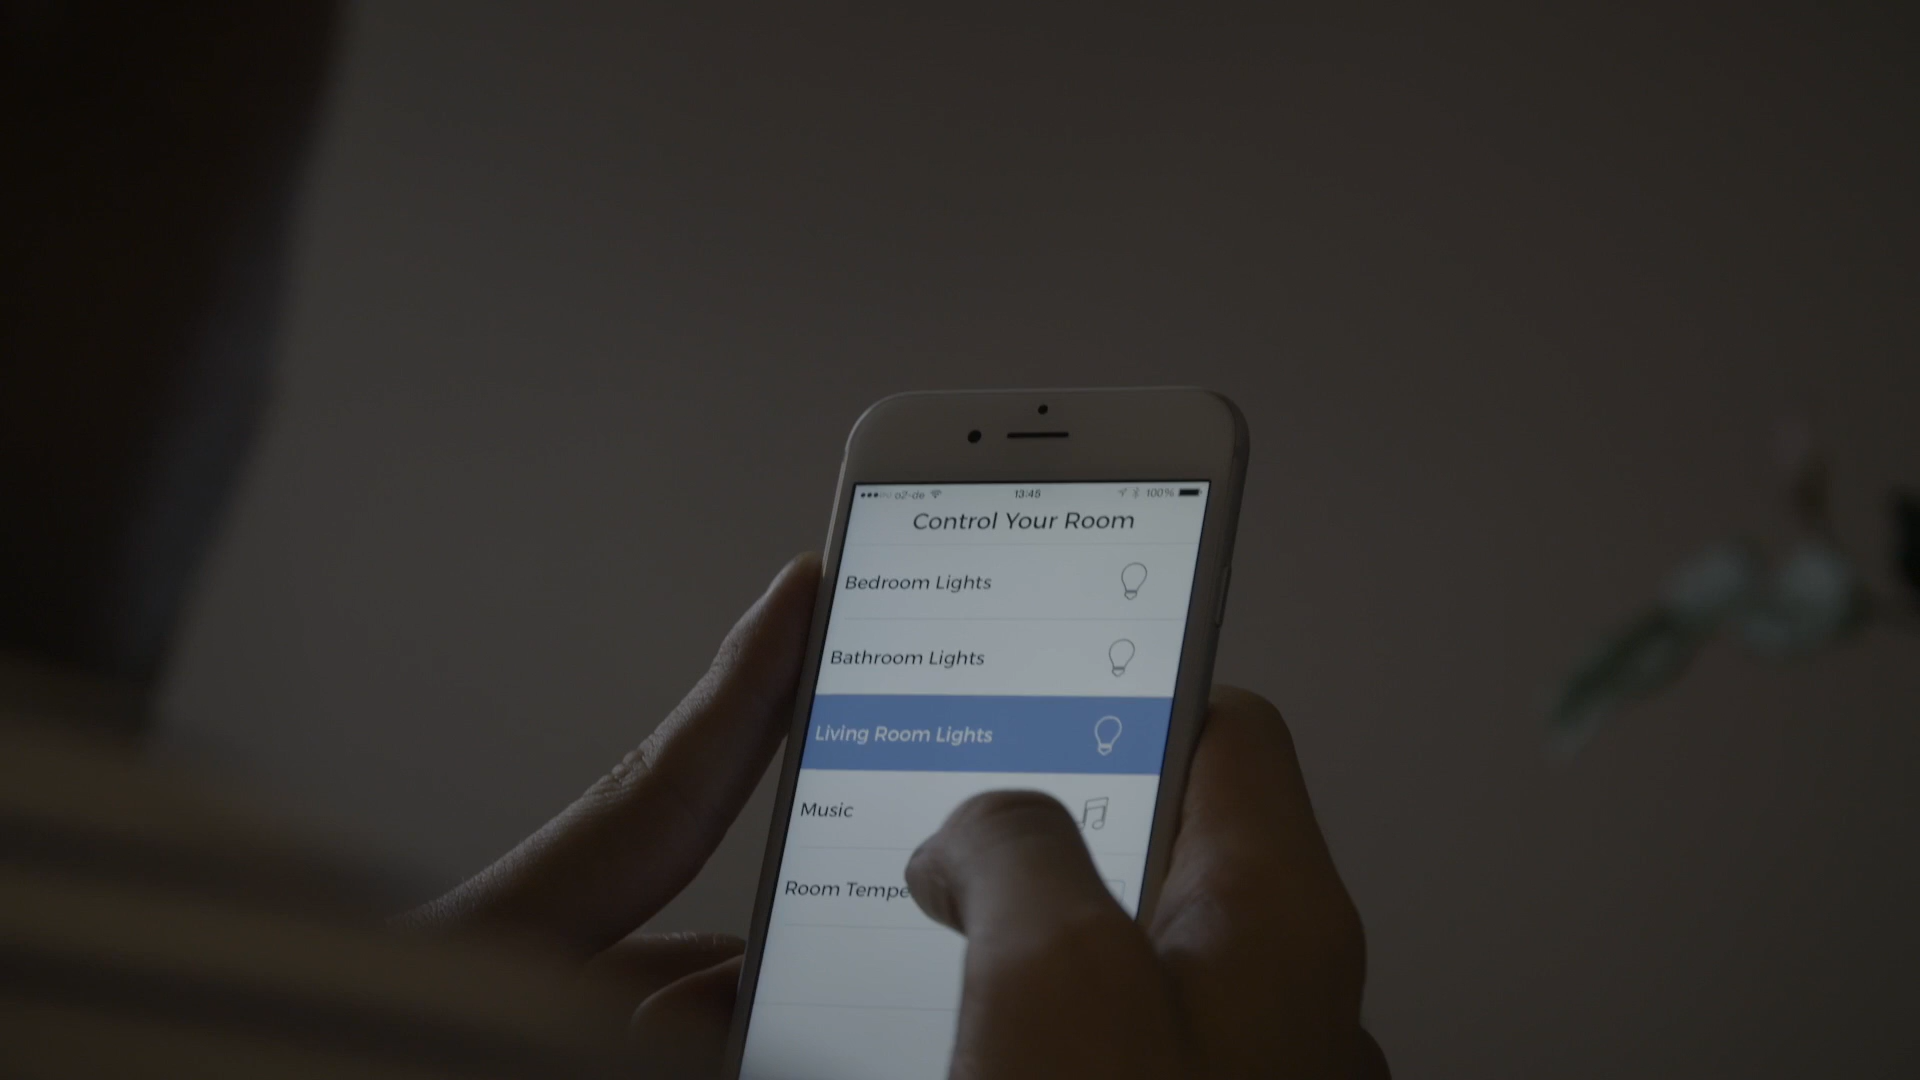 o2-de 13:45 100%
Control Your Room
Bedroom Lights
Bathroom Lights
Living Room Lights
Music
Room Tempe